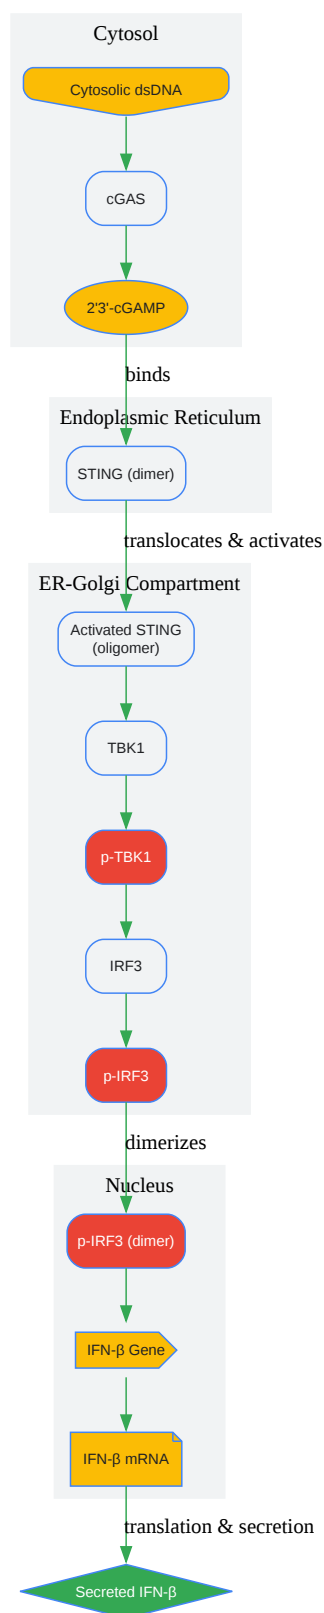 Cytosol
Cytosolic dsDNA
cGAS
2'3'-cGAMP
binds
Endoplasmic Reticulum
STING (dimer)
translocates & activates
ER-Golgi Compartment
Activated STING
(oligomer)
TBK1
p-TBK1
IRF3
p-IRF3
dimerizes
Nucleus
p-IRF3 (dimer)
IFN-β Gene
IFN-β mRNA
translation & secretion
Secreted IFN-β